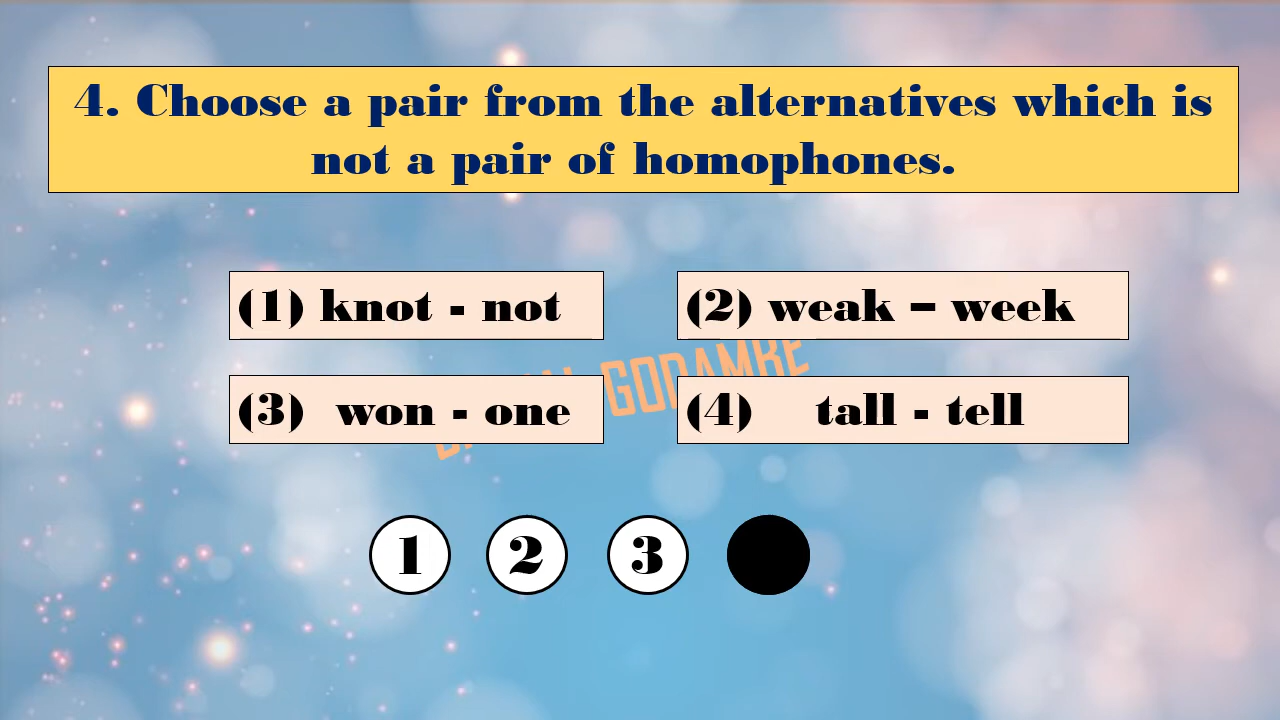 4. Choose a pair from the alternatives which is
not a pair of homophones.
(1) knot - not
(2) weak – week
GODAMKE
(3) won - one
(4) tall - tell
1 2 3